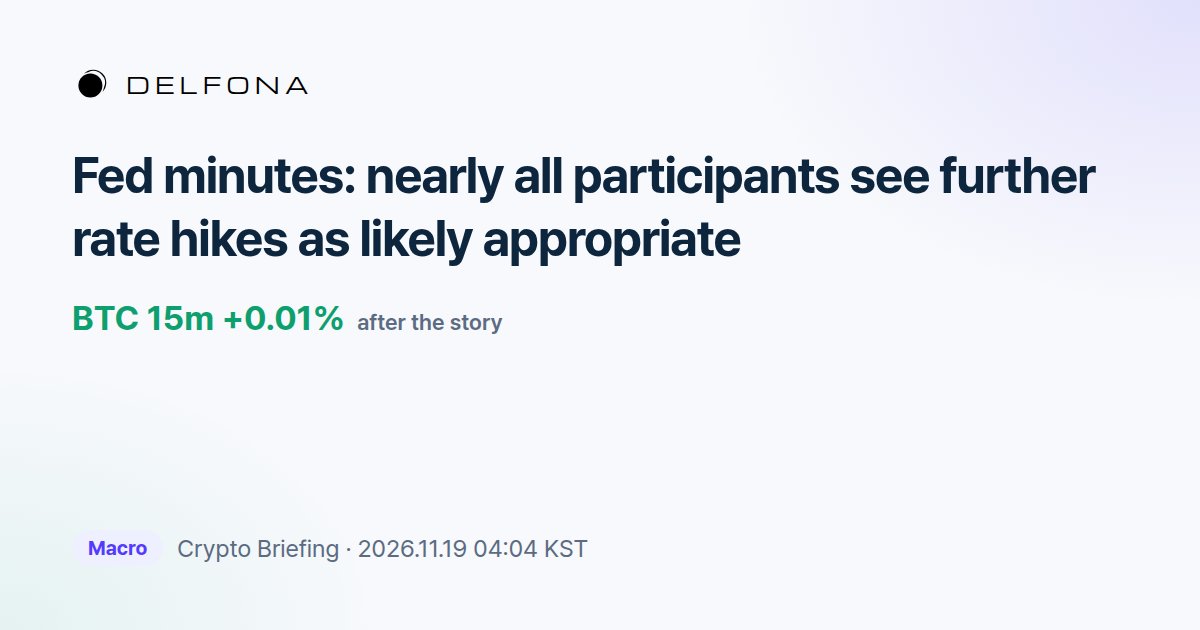 DELFONA
Fed minutes: nearly all participants see further
rate hikes as likely appropriate
BTC 15m +0.01% after the story
Macro Crypto Briefing · 2026.11.19 04:04 KST